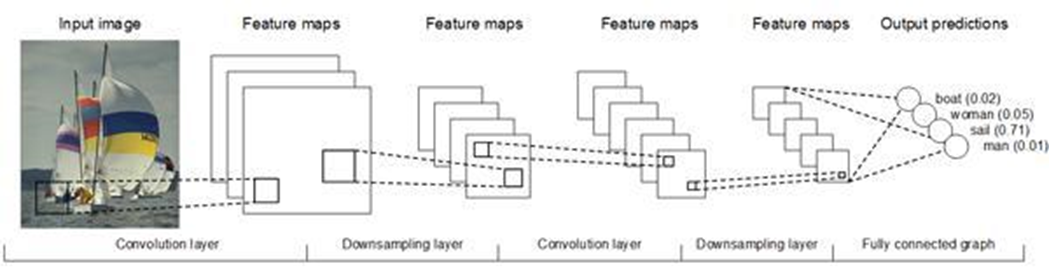 Input image
Feature maps
Feature maps
Feature maps
Feature maps
Output predictions
boat (0.02)
woman (0.05)
sail (0.71)
man (0.01)
Convolution layer
Downsampling layer
Convolution layer
Downsampling layer
Fully connected graph